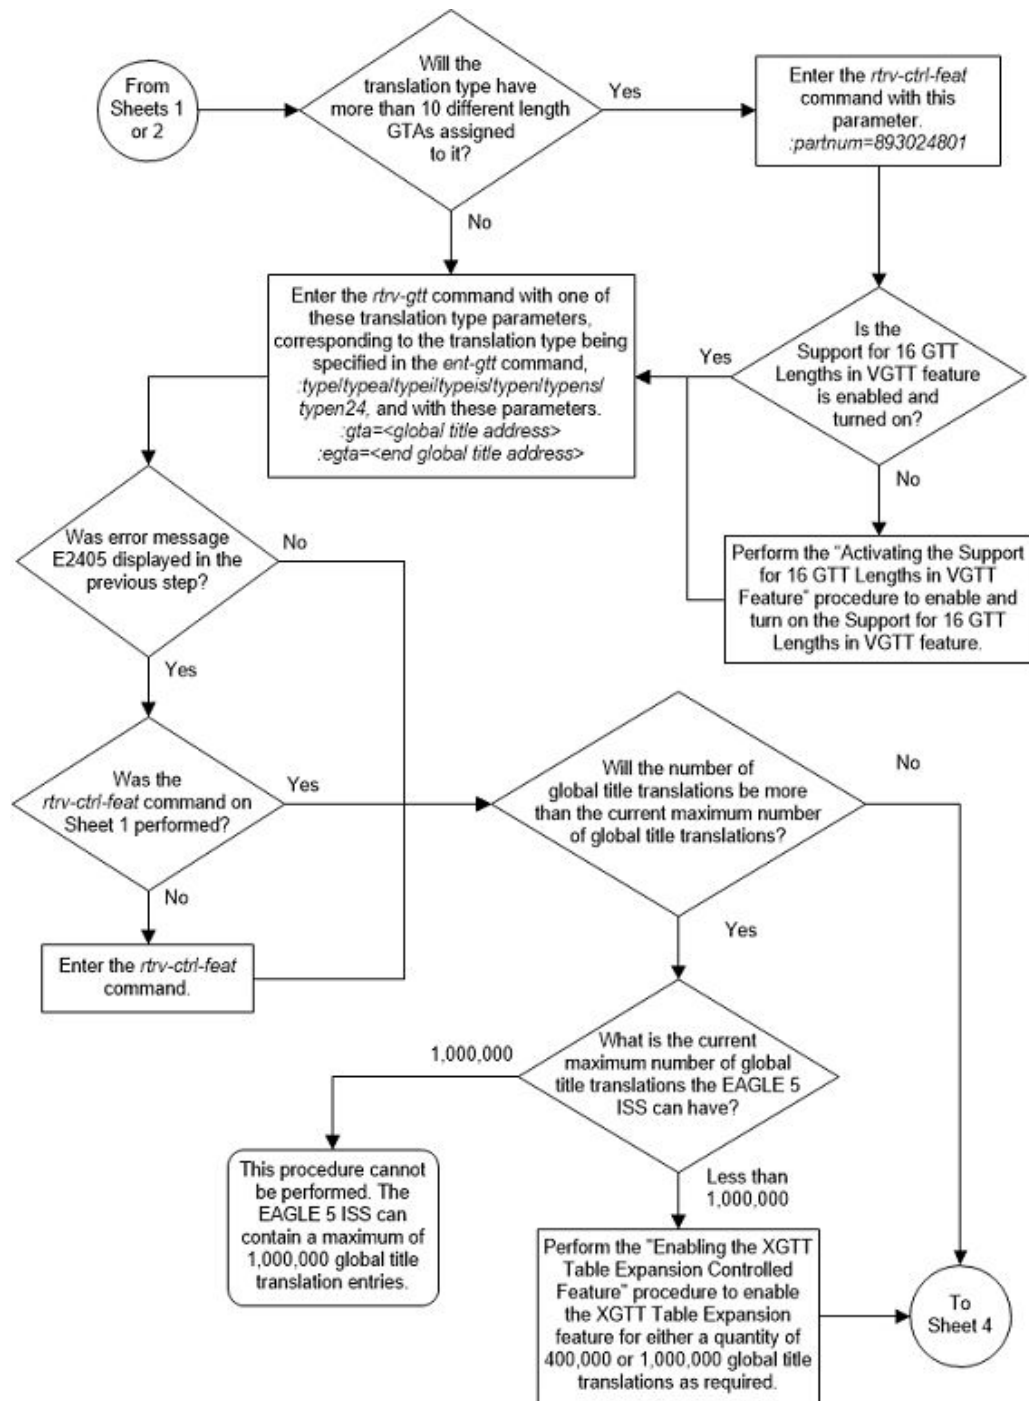 From
Sheets 1
or 2
Will the
translation type have
more than 10 different length
GTAs assigned
to it?
Yes
Enter the rtrv-ctrl-feat
command with this
parameter.
:partnum=893024801
No
Enter the rtrv-gtt command with one of
these translation type parameters,
corresponding to the translation type being
specified in the ent-gtt command,
:type/typea/typei/typeis/typen/typens/
typen24, and with these parameters.
:gta=<global title address>
:egta=<end global title address>
Yes
Is the
Support for 16 GTT
Lengths in VGTT feature
is enabled and
turned on?
No
Perform the "Activating the Support
for 16 GTT Lengths in VGTT
Feature" procedure to enable and
turn on the Support for 16 GTT
Lengths in VGTT feature.
Was error message
E2405 displayed in the
previous step?
No
Yes
Was the
rtrv-ctrl-feat command on
Sheet 1 performed?
Yes
No
Enter the rtrv-ctrl-feat
command.
Will the number of
global title translations be more
than the current maximum number
of global title translations?
No
Yes
What is the current
maximum number of global
title translations the EAGLE 5
ISS can have?
1,000,000
This procedure cannot
be performed. The
EAGLE 5 ISS can
contain a maximum of
1,000,000 global title
translation entries.
Less than
1,000,000
Perform the "Enabling the XGTT
Table Expansion Controlled
Feature" procedure to enable
the XGTT Table Expansion
feature for either a quantity of
400,000 or 1,000,000 global title
translations as required.
To
Sheet 4